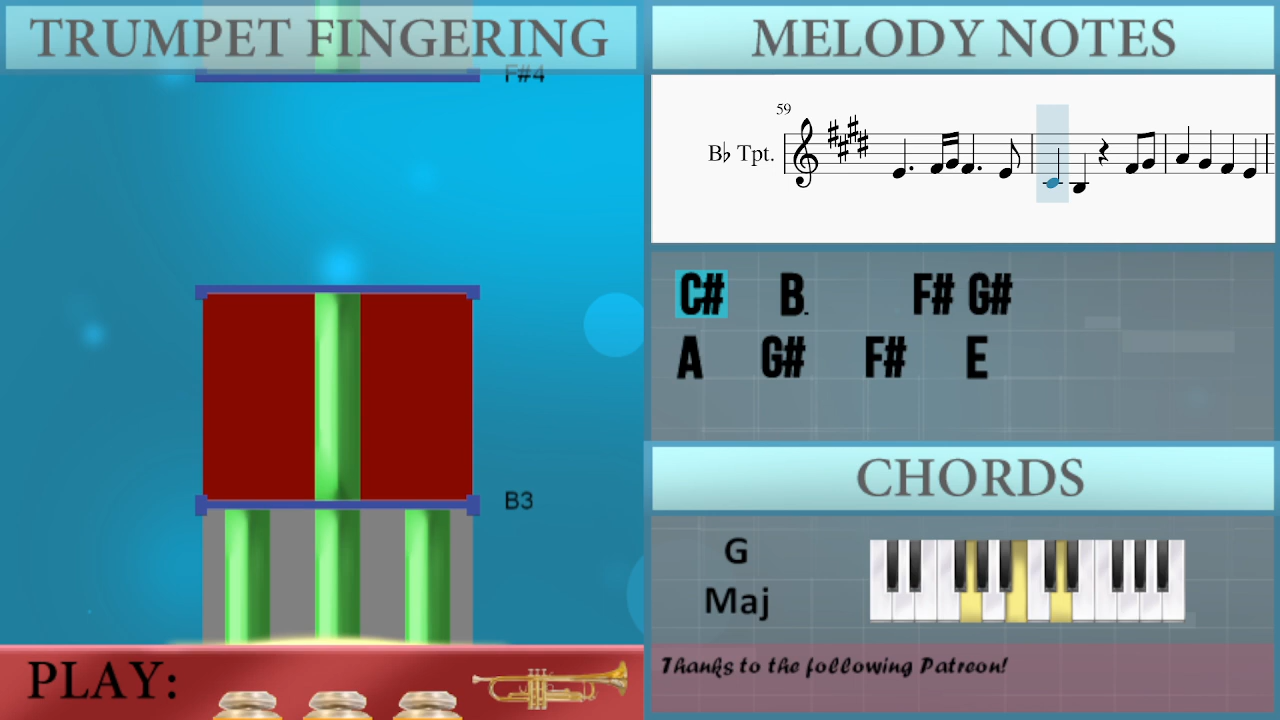 TRUMPET FINGERING
F#4
B3
PLAY:
MELODY NOTES
59
B♭ Tpt.
C# B. F# G#
A G# F# E
CHORDS
G
Maj
Thanks to the following Patreon!